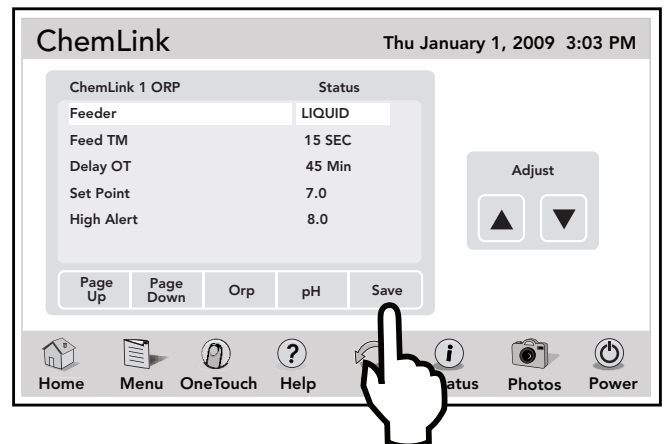 ChemLink Thu January 1, 2009 3:03 PM
ChemLink 1 ORP Status
Feeder LIQUID
Feed TM 15 SEC
Delay OT 45 Min
Set Point 7.0
High Alert 8.0
Adjust
Page Up Page Down Orp pH Save
Home Menu OneTouch Help Photos Power